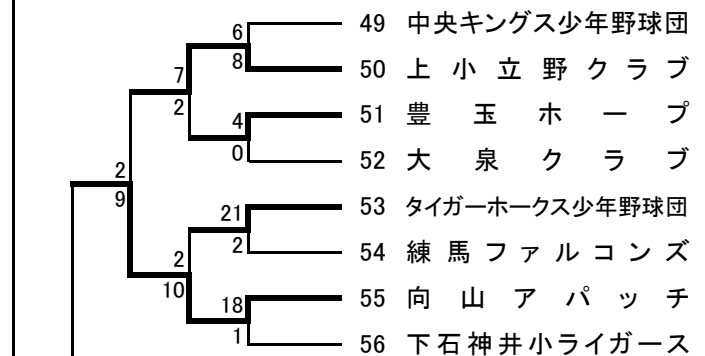 6
49 中央キングス少年野球団
8
50 上小立野クラブ
7
2
4
51 豊玉ホープ
0
52 大泉クラブ
2
9
21
53 タイガーホークス少年野球団
2
54 練馬ファルコンズ
2
10
18
55 向山アパッチ
1
56 下石神井小ライガース